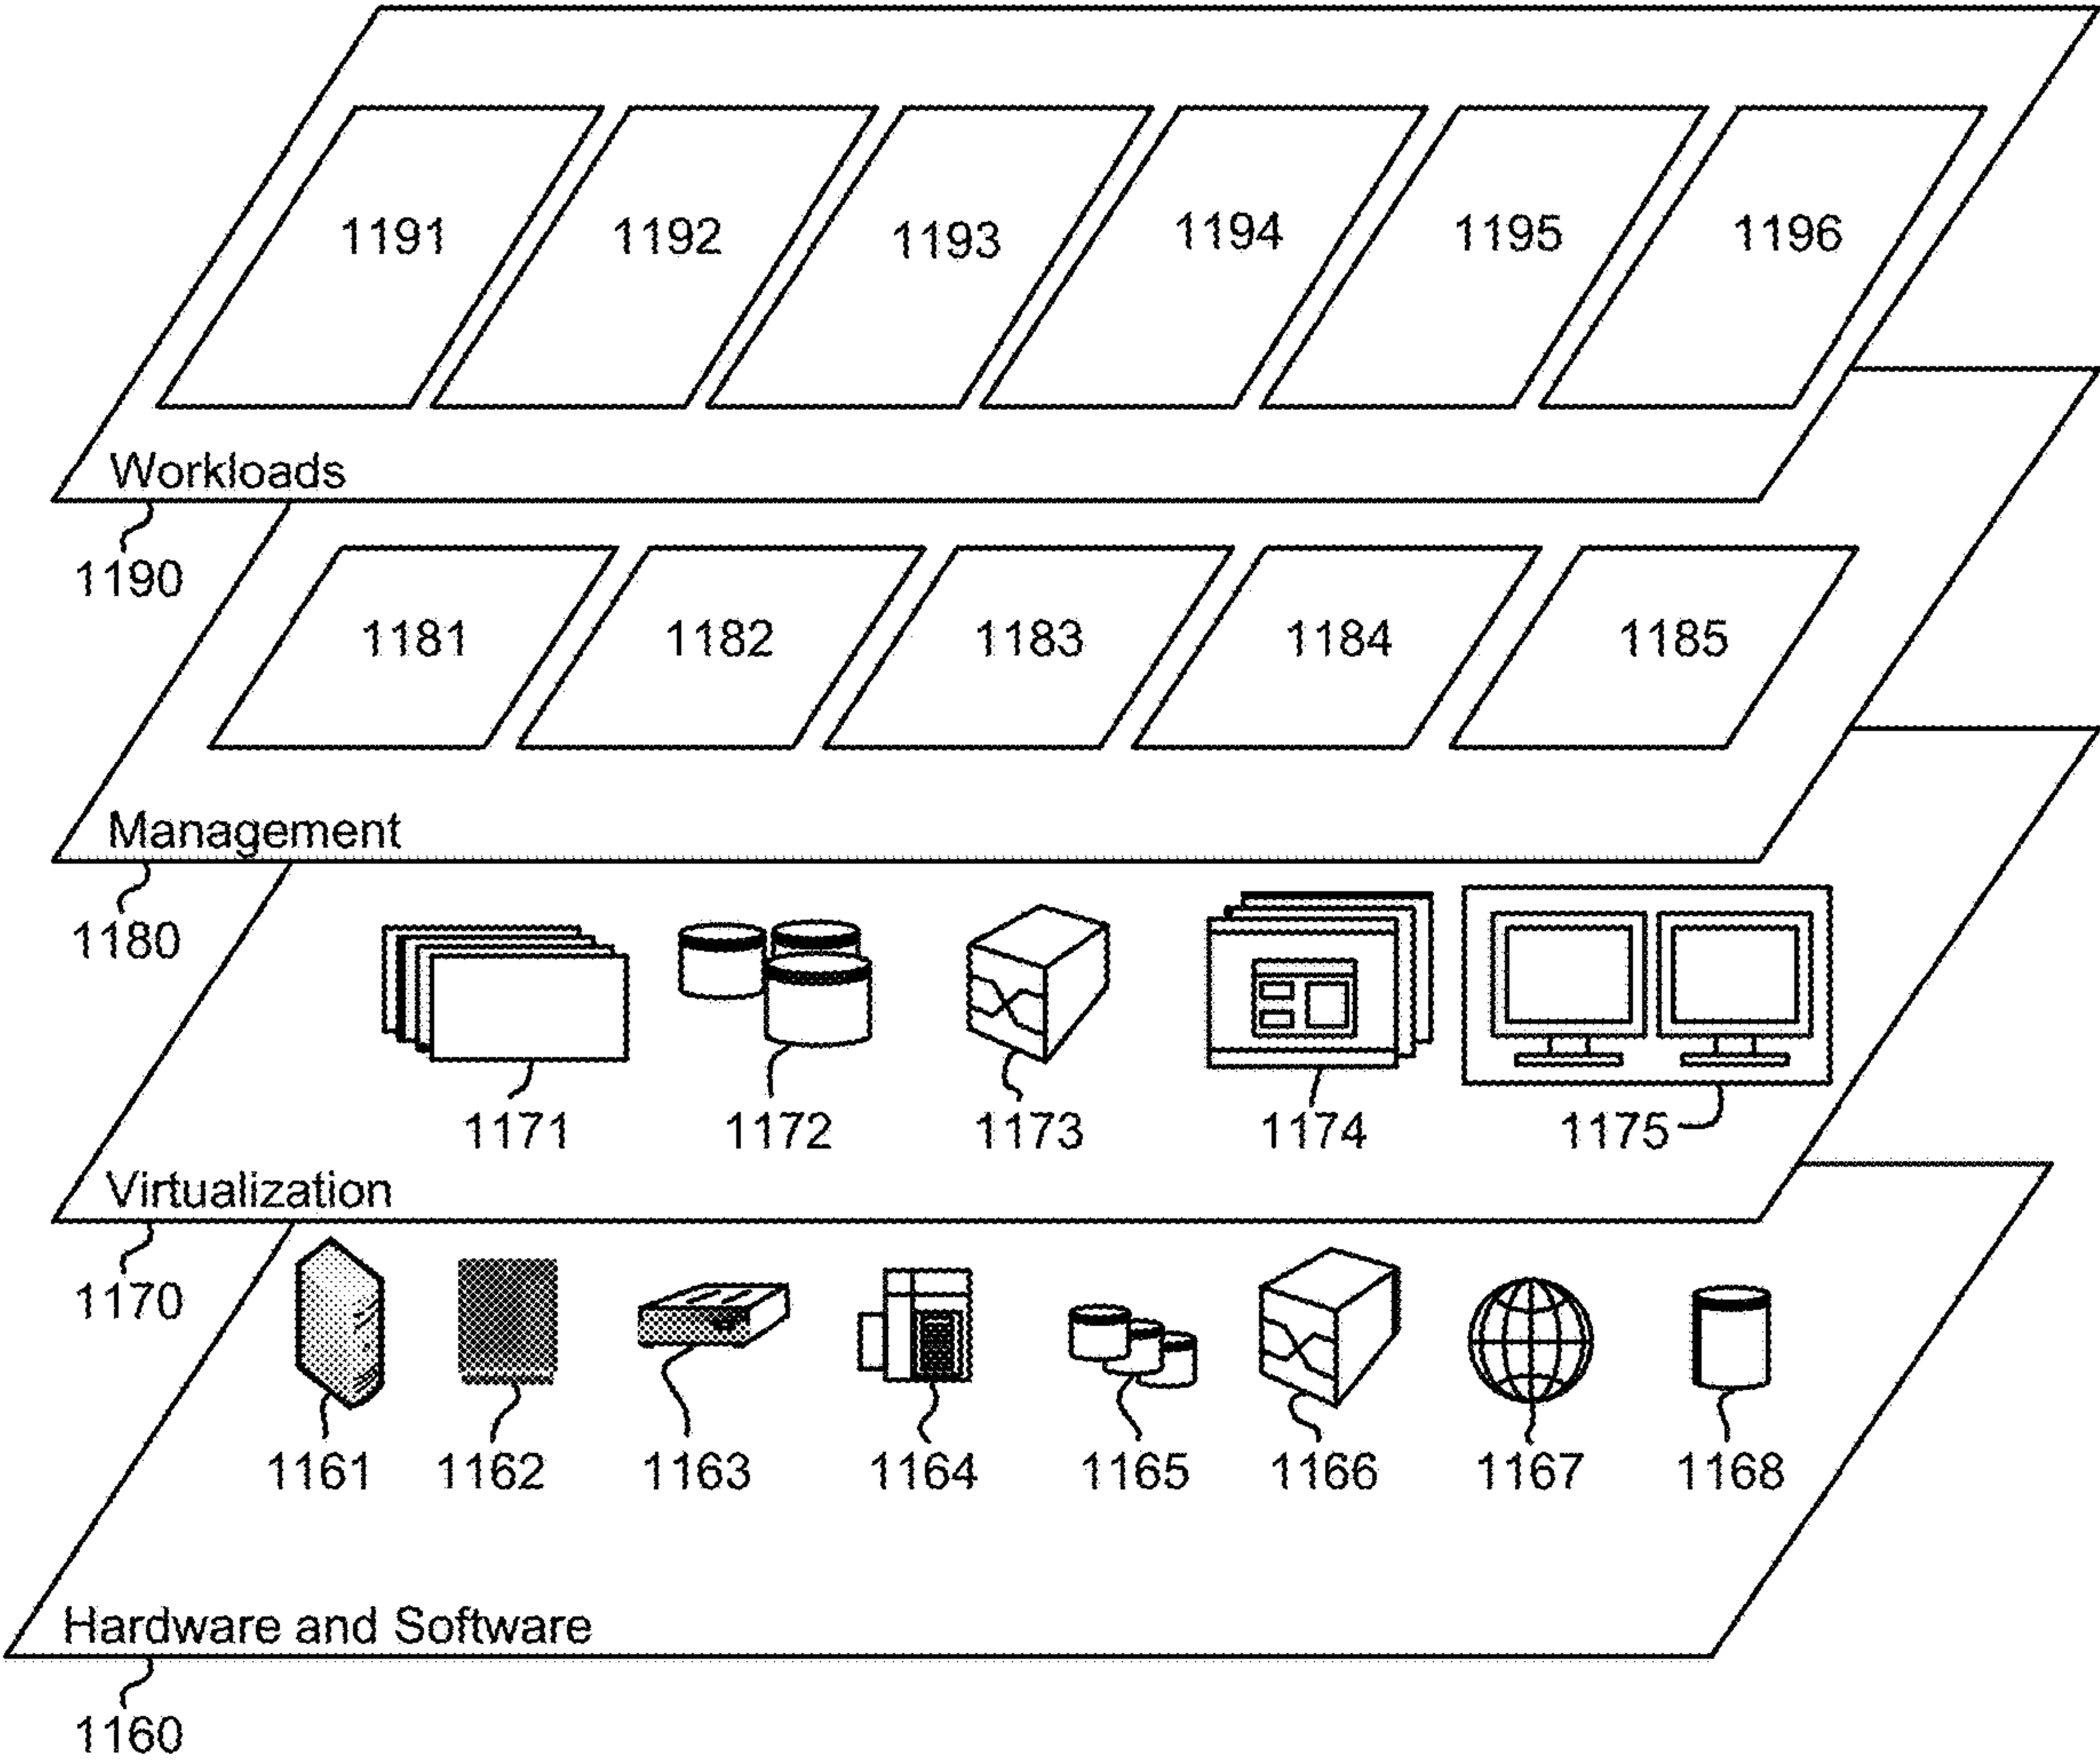 1191 1192 1193 1194 1195 1196
Workloads
1190
1181 1182 1183 1184 1185
Management
1180
1171 1172 1173 1174 1175
Virtualization
1170
1161 1162 1163 1164 1165 1166 1167 1168
Hardware and Software
1160